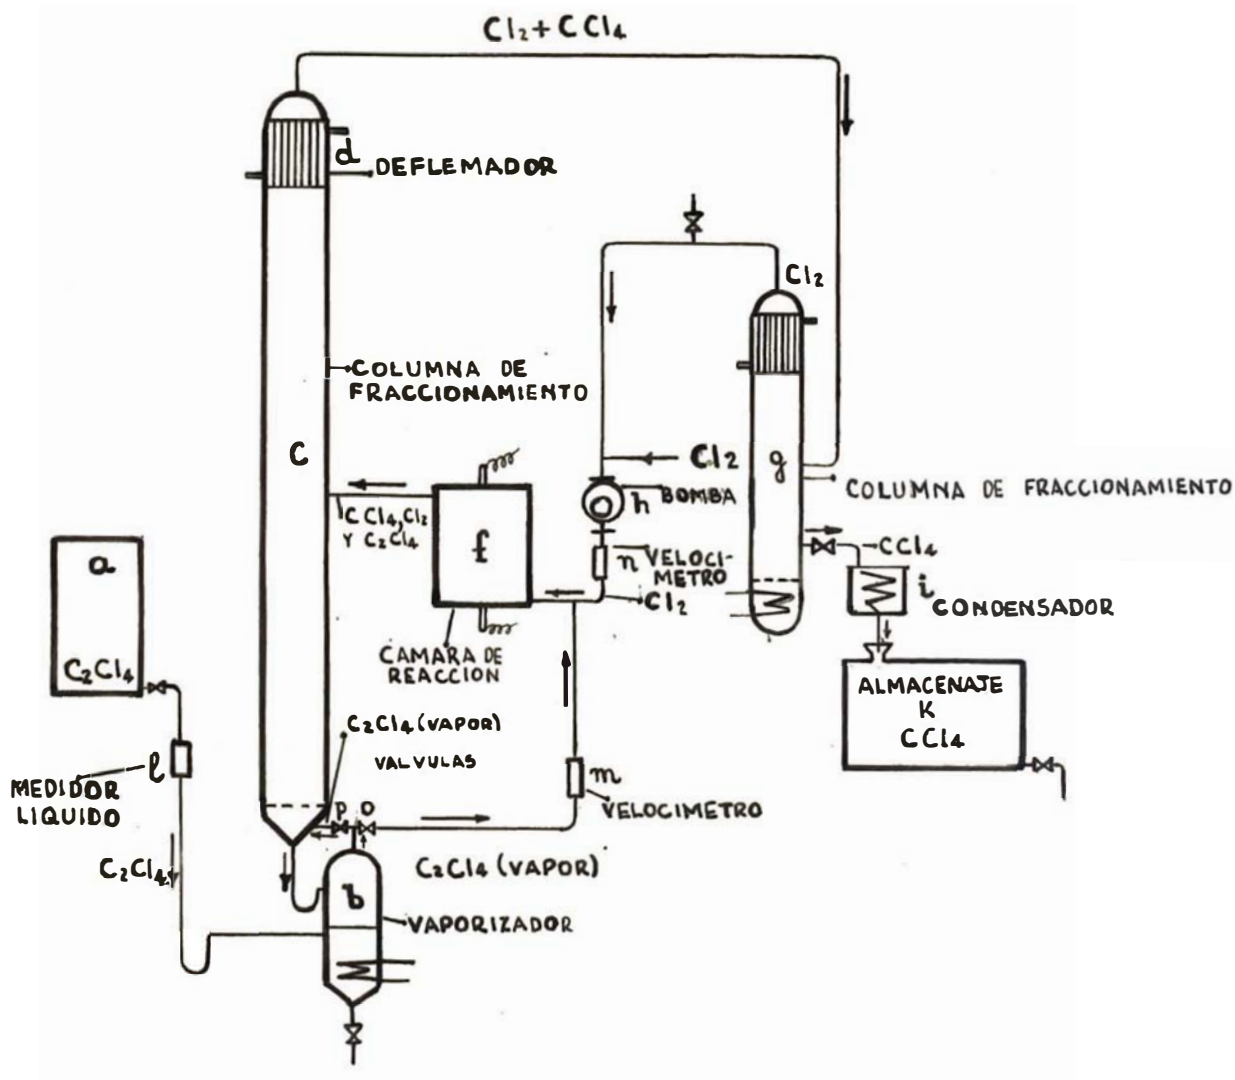 Cl₂+CCl₄
d
DEFLEMADOR
Cl₂
COLUMNA DE
FRACCIONAMIENTO
C
Cl₂
g
COLUMNA DE FRACCIONAMIENTO
h
BOMBA
CCl₄,Cl₂
Y C₂Cl₄
f
n
VELOCI-
METRO
Cl₂
CCl₄
i
CONDENSADOR
a
C₂Cl₄
CAMARA DE
REACCION
ALMACENAJE
K
CCl₄
C₂Cl₄(VAPOR)
VALVULAS
l
MEDIDOR
LIQUIDO
m
VELOCIMETRO
P O
C₂Cl₄
C₂Cl₄(VAPOR)
b
VAPORIZADOR